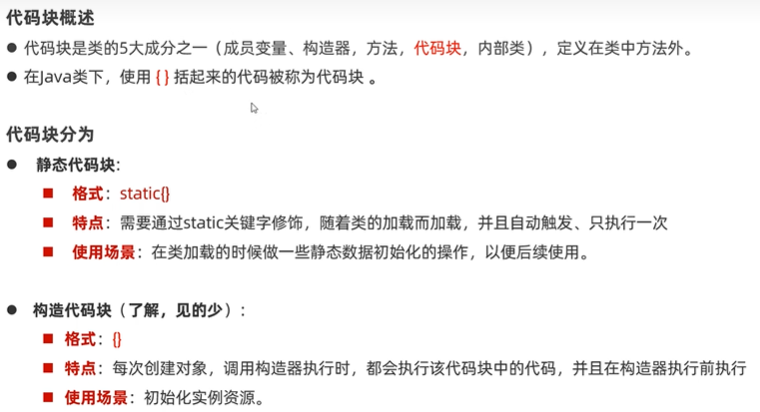 代码块概述
● 代码块是类的5大成分之一（成员变量、构造器，方法，代码块，内部类），定义在类中方法外。
● 在Java类下，使用 { } 括起来的代码被称为代码块 。
代码块分为
● 静态代码块:
■ 格式：static{}
■ 特点：需要通过static关键字修饰，随着类的加载而加载，并且自动触发、只执行一次
■ 使用场景：在类加载的时候做一些静态数据初始化的操作，以便后续使用。
● 构造代码块（了解，见的少）：
■ 格式：{}
■ 特点：每次创建对象，调用构造器执行时，都会执行该代码块中的代码，并且在构造器执行前执行
■ 使用场景：初始化实例资源。